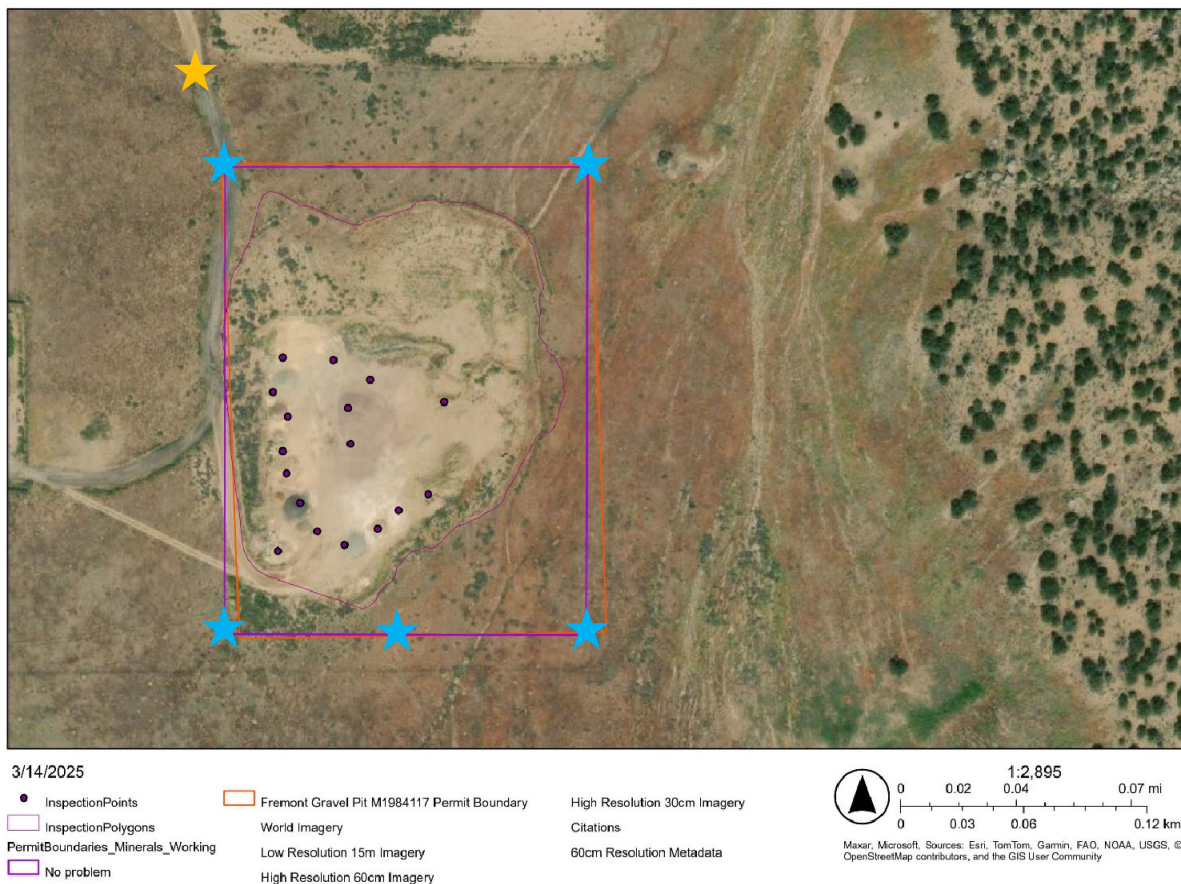 3/14/2025
InspectionPoints
InspectionPolygons
PermitBoundaries_Minerals_Working
No problem
Fremont Gravel Pit M1984117 Permit Boundary
World Imagery
Low Resolution 15m Imagery
High Resolution 60cm Imagery
High Resolution 30cm Imagery
Citations
60cm Resolution Metadata
1:2,895
0 0.02 0.04 0.07 mi
0 0.03 0.06 0.12 km
Maxar, Microsoft, Sources: Esri, TomTom, Garmin, FAO, NOAA, USGS, ©
OpenStreetMap contributors, and the GIS User Community